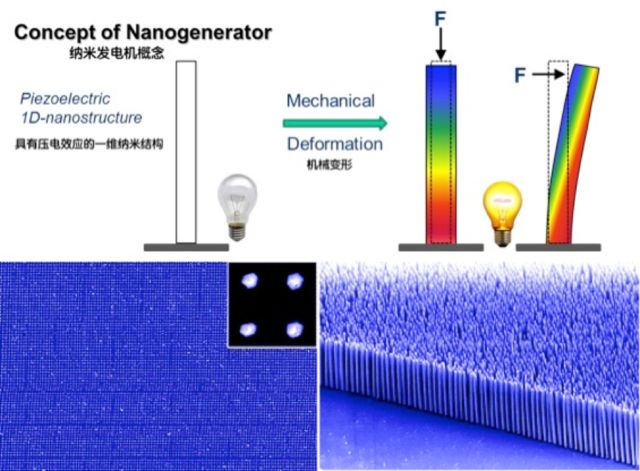 Concept of Nanogenerator
纳米发电机概念
Piezoelectric
1D-nanostructure
具有压电效应的一维纳米结构
Mechanical
Deformation
机械变形
F
F